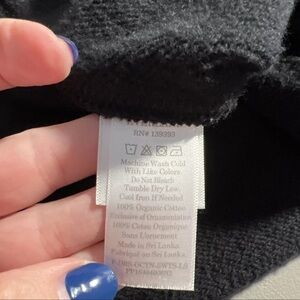 RN# 139393
Machine Wash Cold
With Like Colors.
Do Not Bleach
Tumble Dry Low.
Cool Iron If Needed
100% Organic Cotton
Exclusive of Ornamentation
100% Coton Organique
Sans L'ornement
Made in Sri Lanka
Fabriqué en Sri Lanka